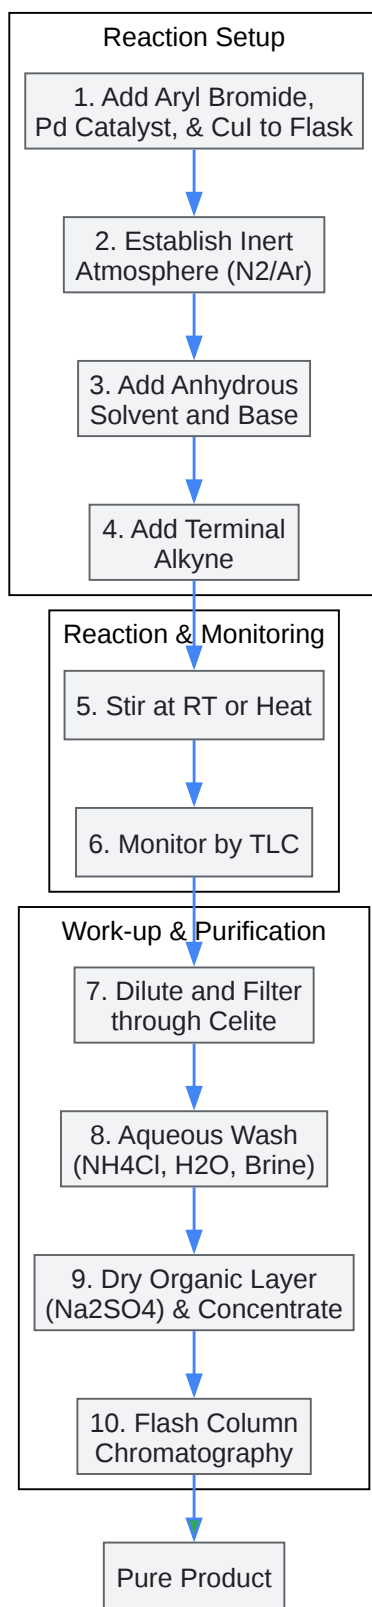 Reaction Setup
1. Add Aryl Bromide,
Pd Catalyst, & CuI to Flask
2. Establish Inert
Atmosphere (N2/Ar)
3. Add Anhydrous
Solvent and Base
4. Add Terminal
Alkyne
Reaction & Monitoring
5. Stir at RT or Heat
6. Monitor by TLC
Work-up & Purification
7. Dilute and Filter
through Celite
8. Aqueous Wash
(NH4Cl, H2O, Brine)
9. Dry Organic Layer
(Na2SO4) & Concentrate
10. Flash Column
Chromatography
Pure Product